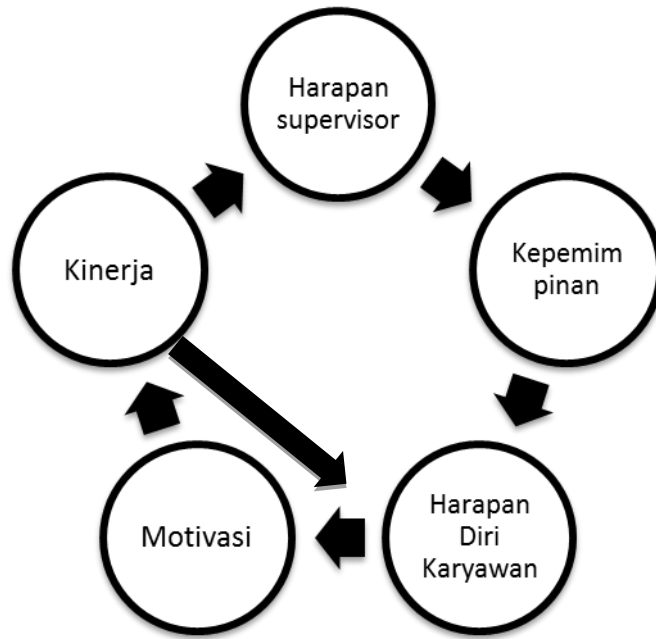 Harapan
supervisor
Kepemim
pinan
Harapan
Diri
Karyawan
Motivasi
Kinerja